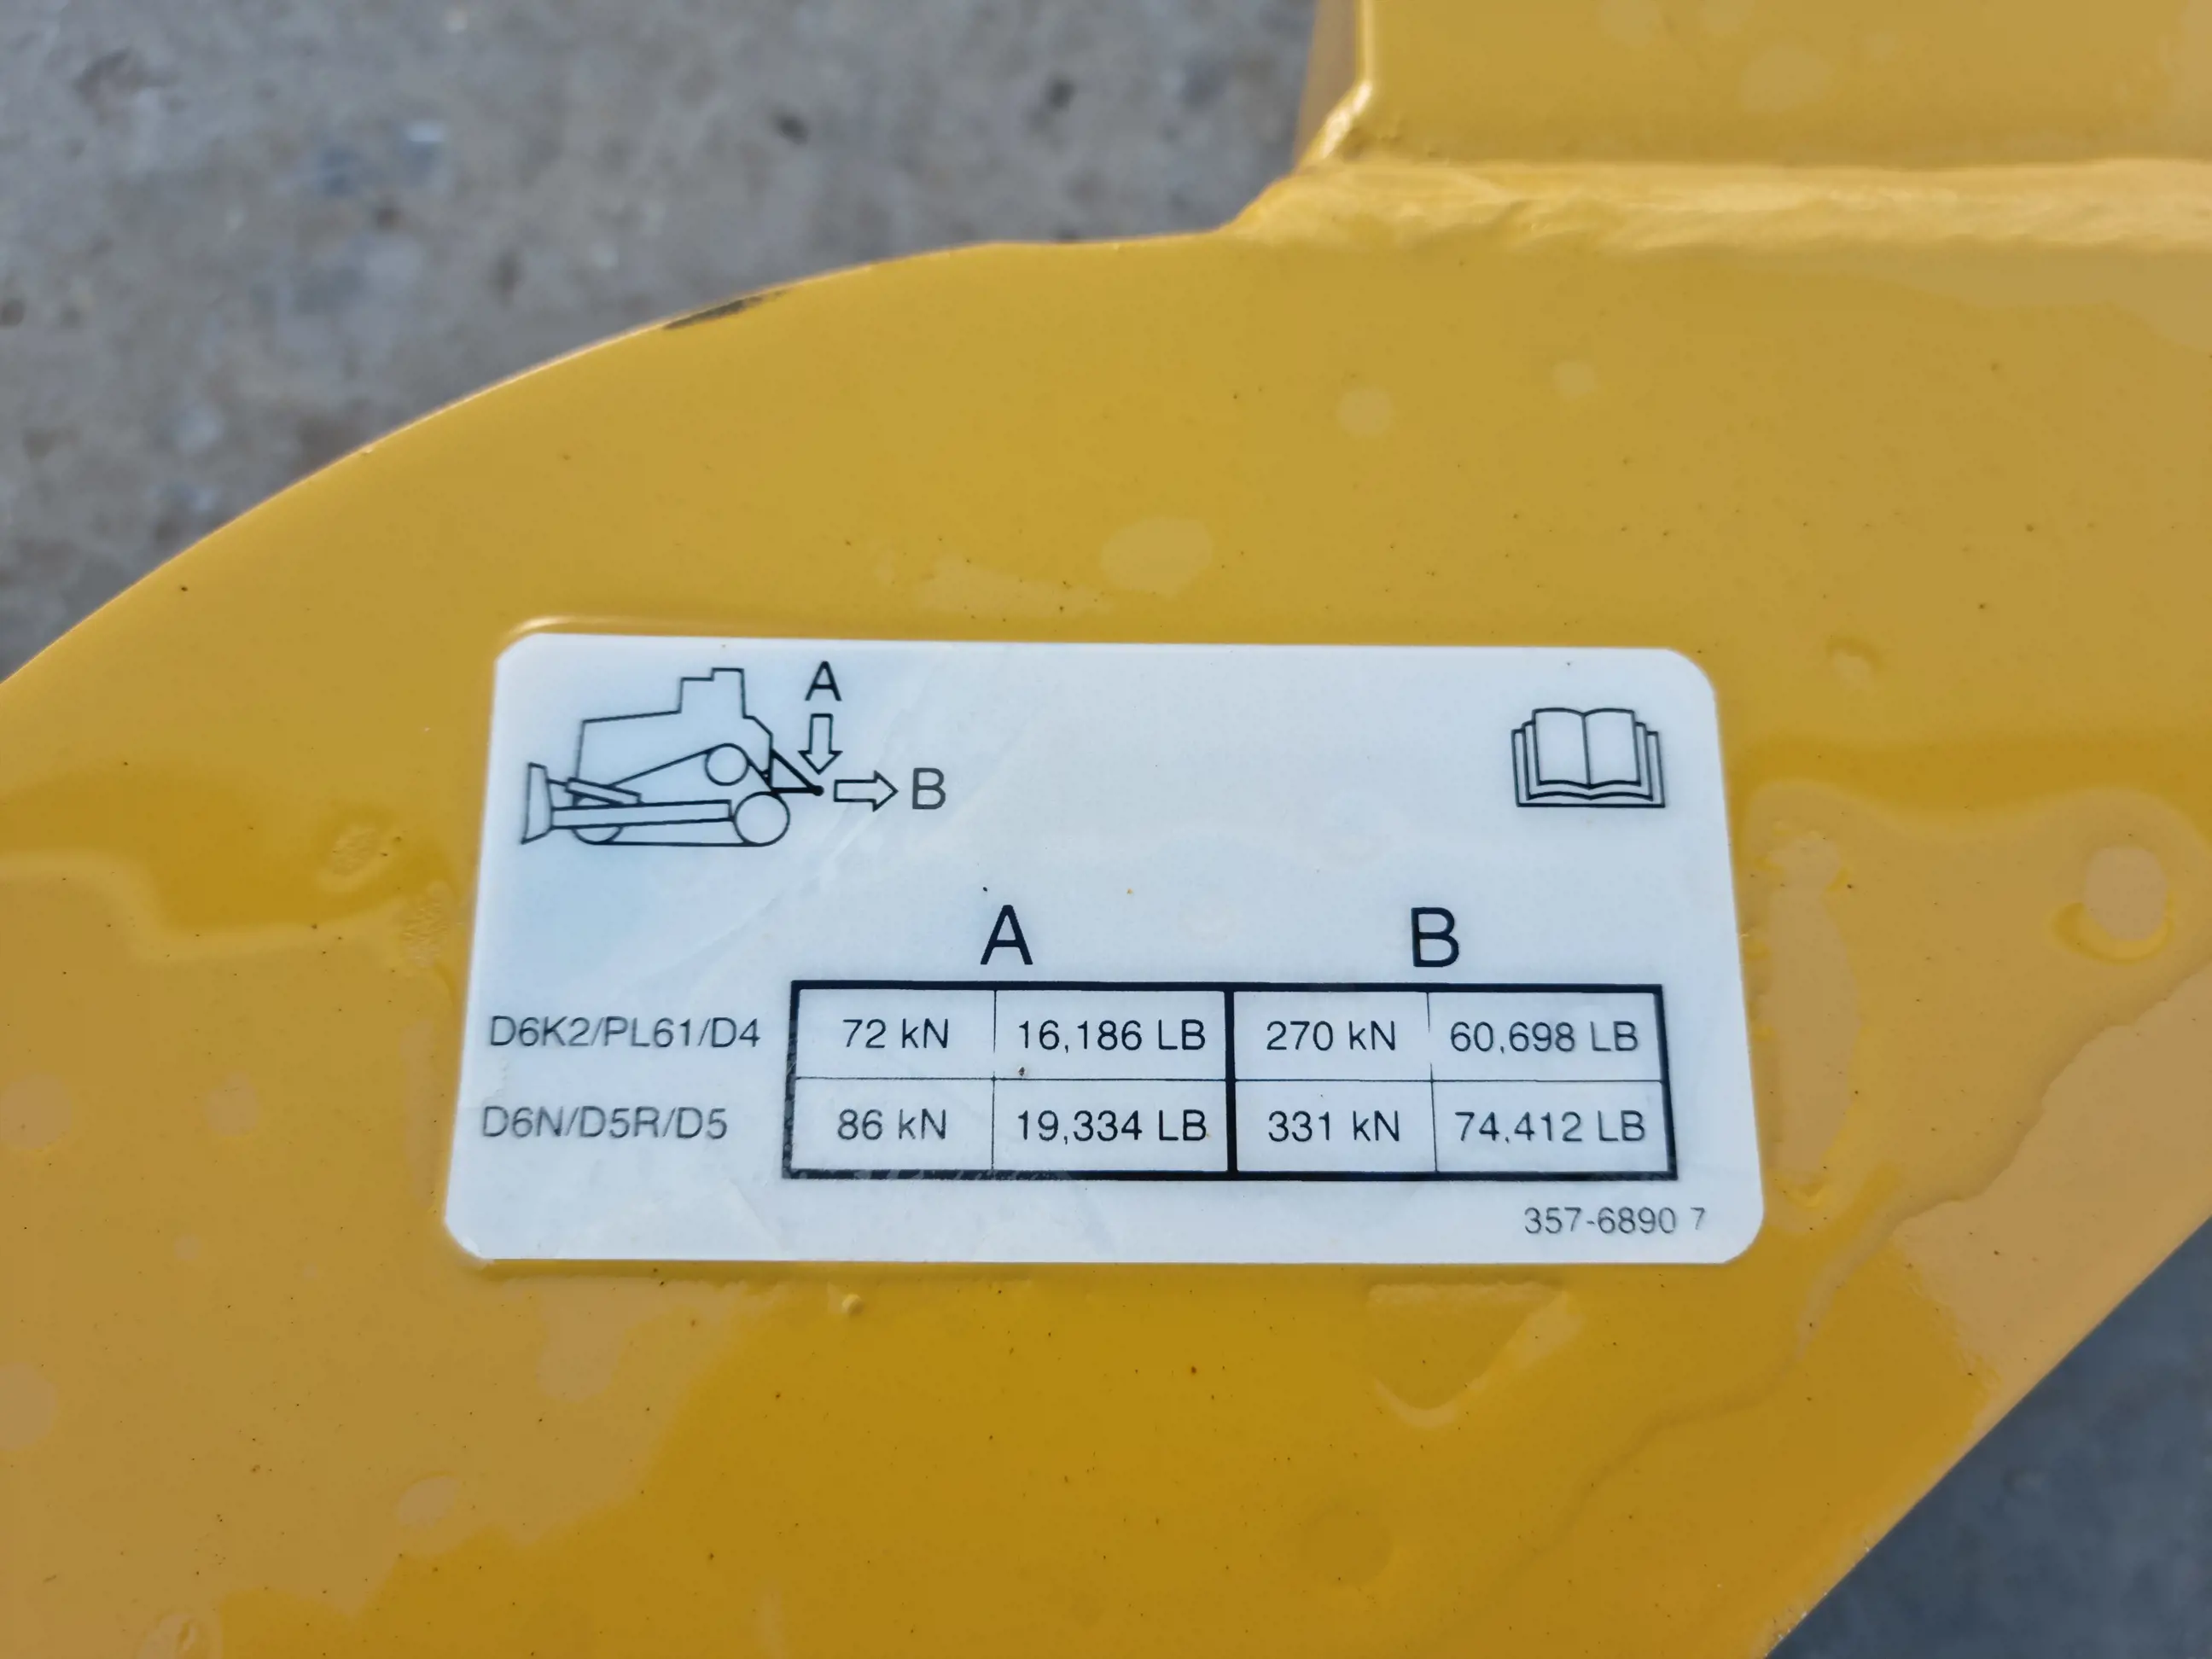 A
B
A B
D6K2/PL61/D4 72 kN 16,186 LB 270 kN 60,698 LB
D6N/D5R/D5 86 kN 19,334 LB 331 kN 74,412 LB
357-6890 7